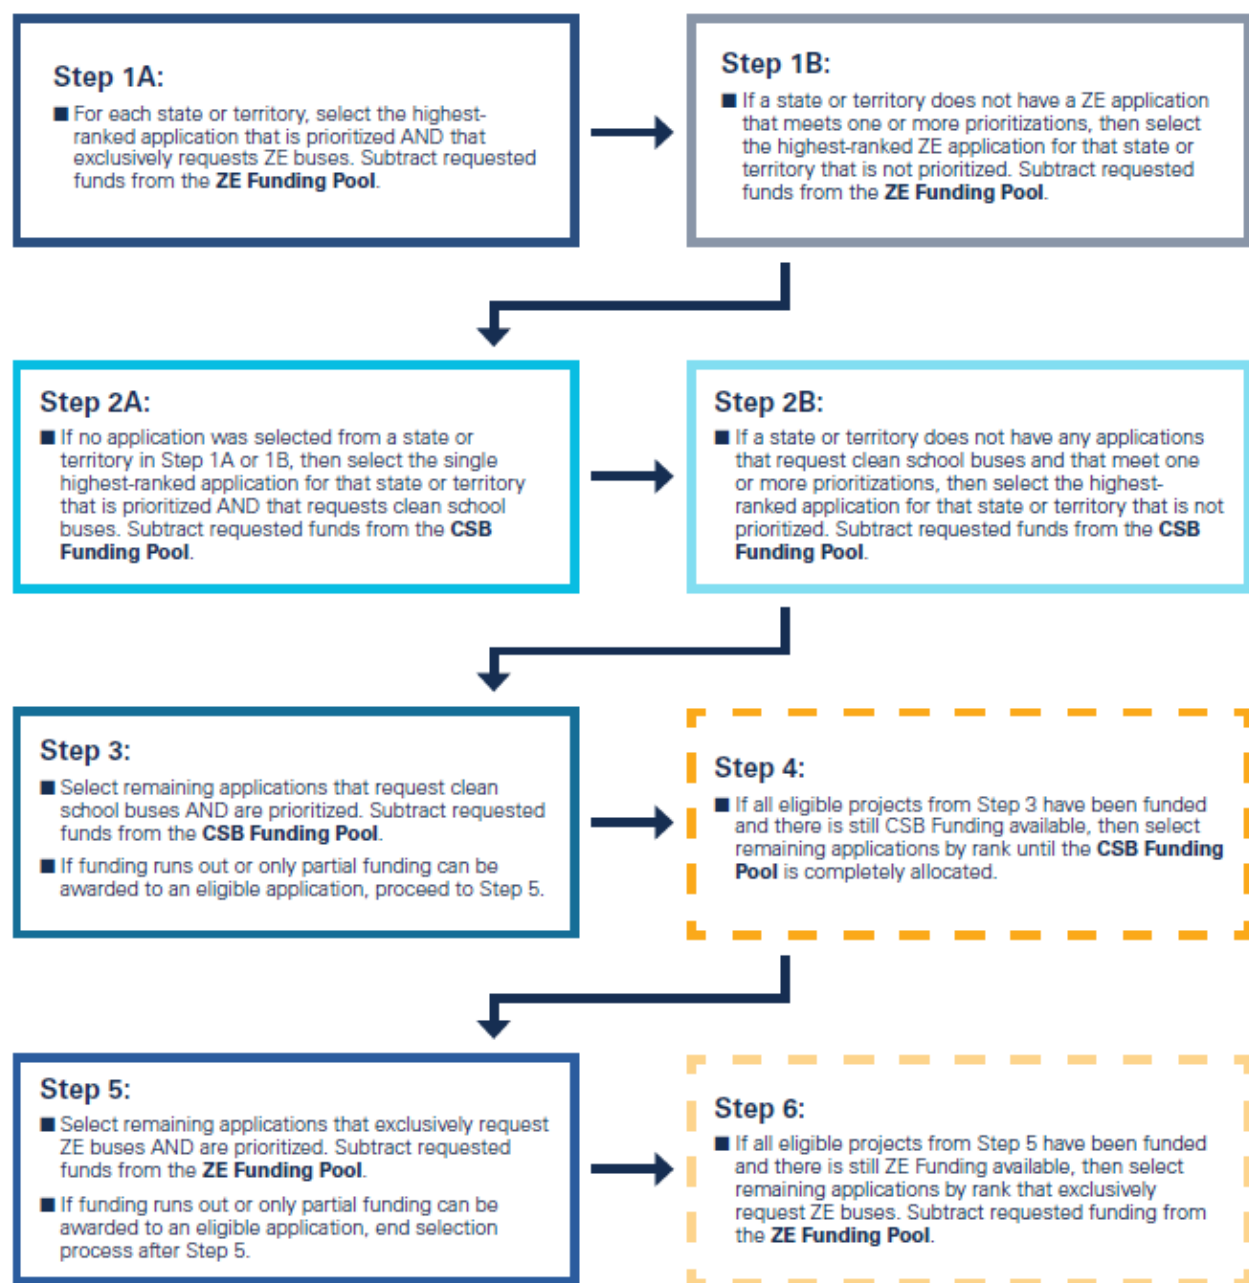 Step 1A:
■ For each state or territory, select the highest-
ranked application that is prioritized AND that
exclusively requests ZE buses. Subtract requested
funds from the ZE Funding Pool.
Step 1B:
■ If a state or territory does not have a ZE application
that meets one or more prioritizations, then select
the highest-ranked ZE application for that state or
territory that is not prioritized. Subtract requested
funds from the ZE Funding Pool.
Step 2A:
■ If no application was selected from a state or
territory in Step 1A or 1B, then select the single
highest-ranked application for that state or territory
that is prioritized AND that requests clean school
buses. Subtract requested funds from the CSB
Funding Pool.
Step 2B:
■ If a state or territory does not have any applications
that request clean school buses and that meet one
or more prioritizations, then select the highest-
ranked application for that state or territory that is not
prioritized. Subtract requested funds from the CSB
Funding Pool.
Step 3:
■ Select remaining applications that request clean
school buses AND are prioritized. Subtract requested
funds from the CSB Funding Pool.
■ If funding runs out or only partial funding can be
awarded to an eligible application, proceed to Step 5.
Step 4:
■ If all eligible projects from Step 3 have been funded
and there is still CSB Funding available, then select
remaining applications by rank until the CSB Funding
Pool is completely allocated.
Step 5:
■ Select remaining applications that exclusively request
ZE buses AND are prioritized. Subtract requested
funds from the ZE Funding Pool.
■ If funding runs out or only partial funding can be
awarded to an eligible application, end selection
process after Step 5.
Step 6:
■ If all eligible projects from Step 5 have been funded
and there is still ZE Funding available, then select
remaining applications by rank that exclusively
request ZE buses. Subtract requested funding from
the ZE Funding Pool.